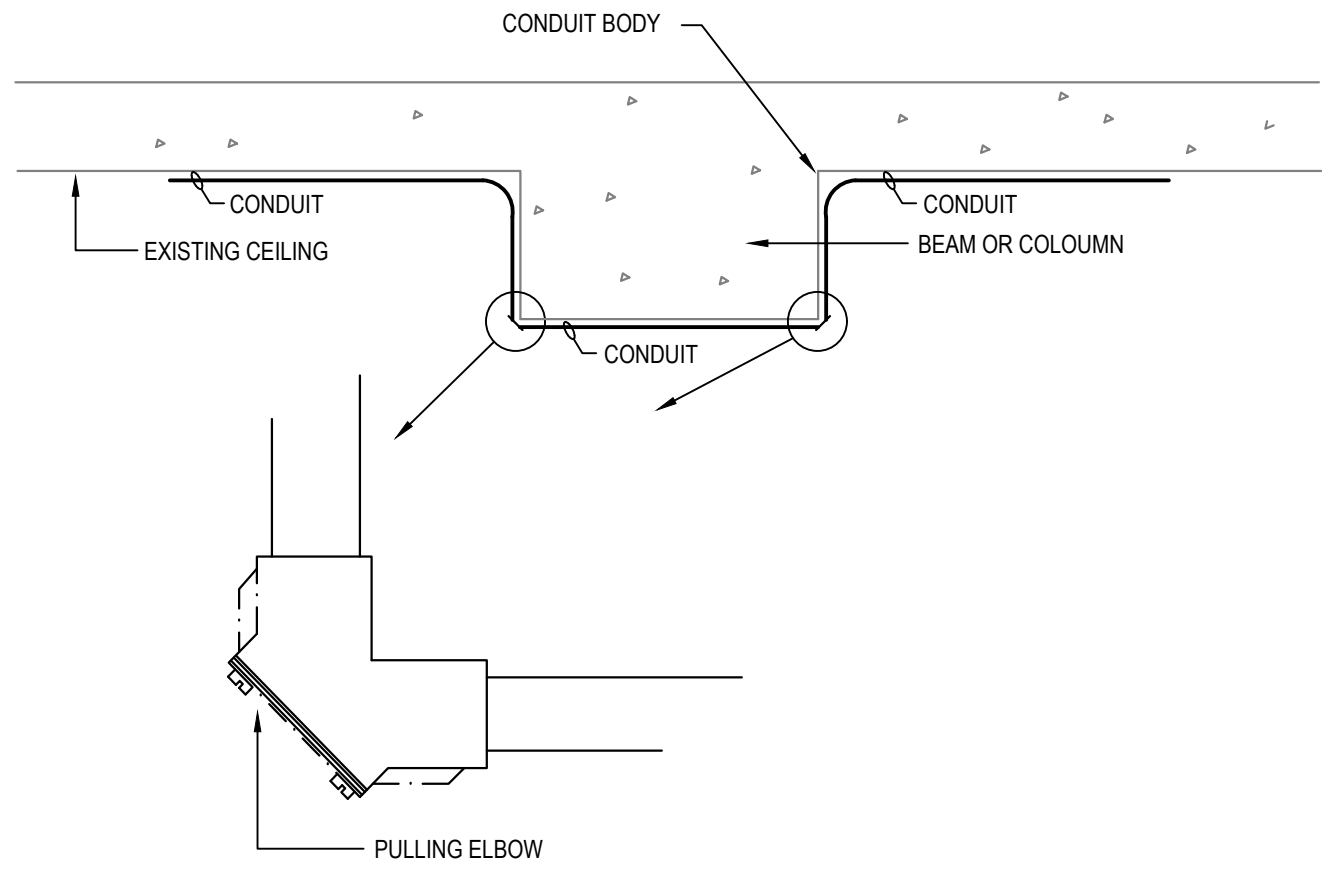 CONDUIT BODY
CONDUIT
CONDUIT
EXISTING CEILING
BEAM OR COLOUMN
CONDUIT
PULLING ELBOW